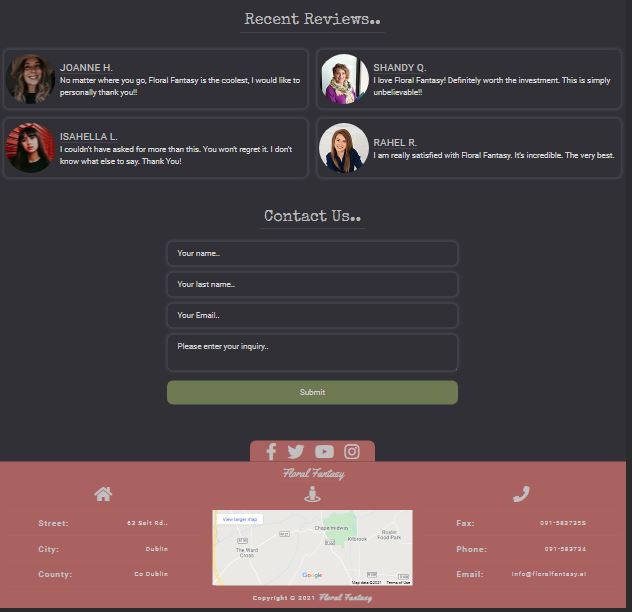 Recent Reviews..
JOANNE H.
No matter where you go, Floral Fantasy is the coolest, I would like to
personally thank you!!
SHANDY Q.
I love Floral Fantasy! Definitely worth the investment. This is simply
unbelievable!!
ISAHELLA L.
I couldn't have asked for more than this. You won't regret it. I don't
know what else to say. Thank You!
RAHEL R.
I am really satisfied with Floral Fantasy. It's incredible. The very best.
Contact Us..
Your name..
Your last name..
Your Email..
Please enter your inquiry..
Submit
Floral Fantasy
Street: 63 Salt Rd..
City: Dublin
County: Co Dublin
View larger map
Chapelmidway
Kilbrook
Roslin
Food Park
The Ward
Cross
Google
Map data ©2021 Terms of Use
Fax: 091-5837355
Phone: 091-583734
Email: info@floralfentasy.ei
Copyright © 2021 Floral Fantasy